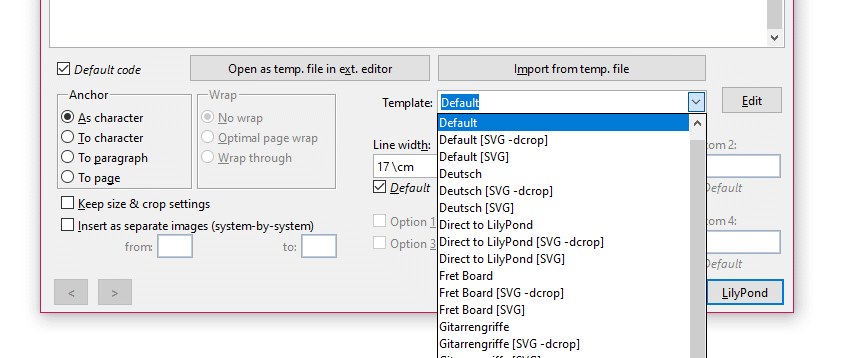 Default code
Open as temp. file in ext. editor
Import from temp. file
Anchor
Wrap
Template:
Default
Edit
As character
No wrap
Default
To character
Optimal page wrap
Line width:
Default [SVG -dcrop]
om 2:
To paragraph
Wrap through
17 \cm
Default [SVG]
To page
Default
Deutsch
Deutsch [SVG -dcrop]
Default
Keep size & crop settings
Deutsch [SVG]
Insert as separate images (system-by-system)
Option 1
Direct to LilyPond
om 4:
from:
to:
Option 3
Direct to LilyPond [SVG -dcrop]
Direct to LilyPond [SVG]
Default
Fret Board
<
>
Fret Board [SVG -dcrop]
LilyPond
Fret Board [SVG]
Gitarrengriffe
Gitarrengriffe [SVG -dcrop]